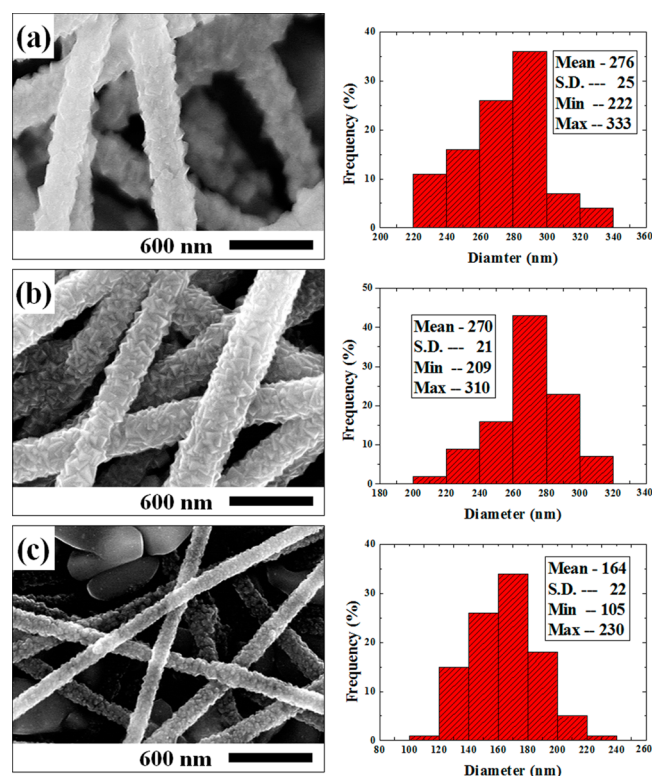 (a)
600 nm
40
30
20
10
0
Frequency (%)
Mean - 276
S.D. --- 25
Min -- 222
Max -- 333
200 220 240 260 280 300 320 340 360
Diamter (nm)
(b)
600 nm
50
40
30
20
10
0
Frequency (%)
Mean - 270
S.D. --- 21
Min -- 209
Max -- 310
180 200 220 240 260 280 300 320 340
Diameter (nm)
(c)
600 nm
40
30
20
10
0
Frequency (%)
Mean - 164
S.D. --- 22
Min -- 105
Max -- 230
80 100 120 140 160 180 200 220 240 260
Diameter (nm)